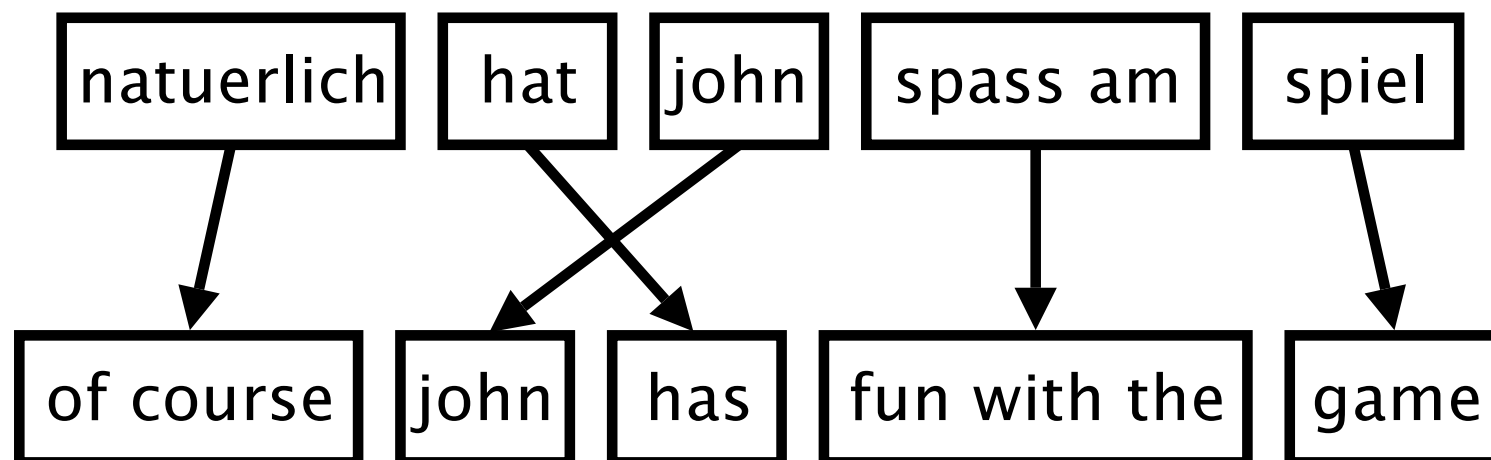 natuerlich hat john spass am spiel
of course john has fun with the game